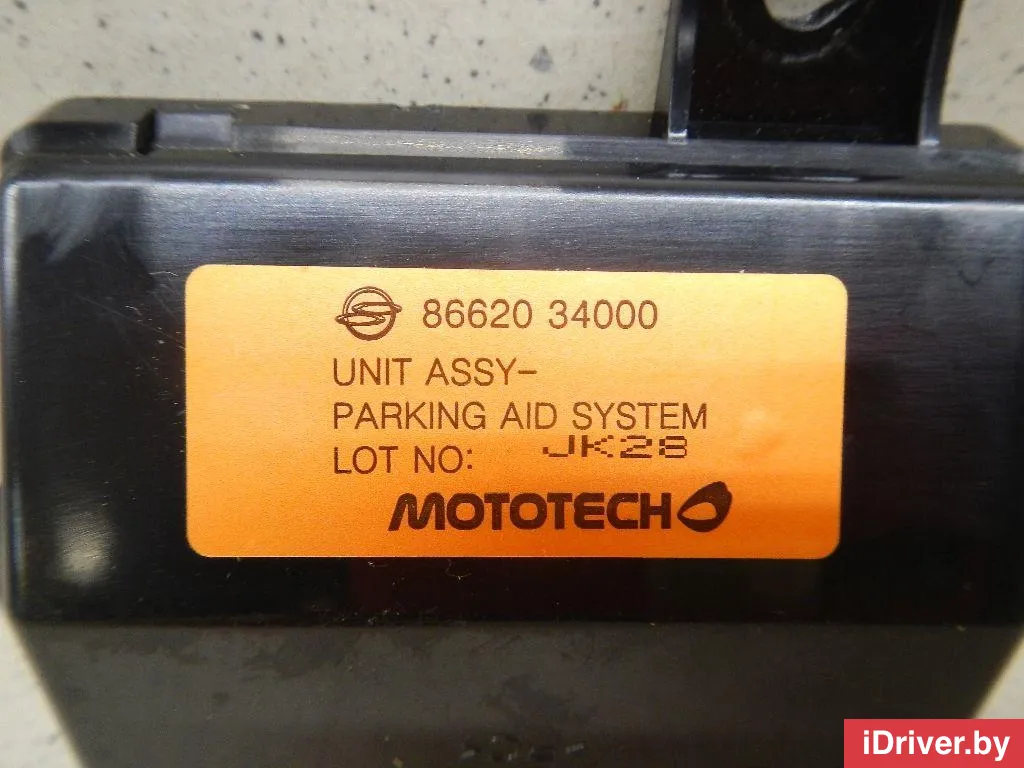 86620 34000
UNIT ASSY-
PARKING AID SYSTEM
LOT NO: JK28
MOTOTECH
iDriver.by